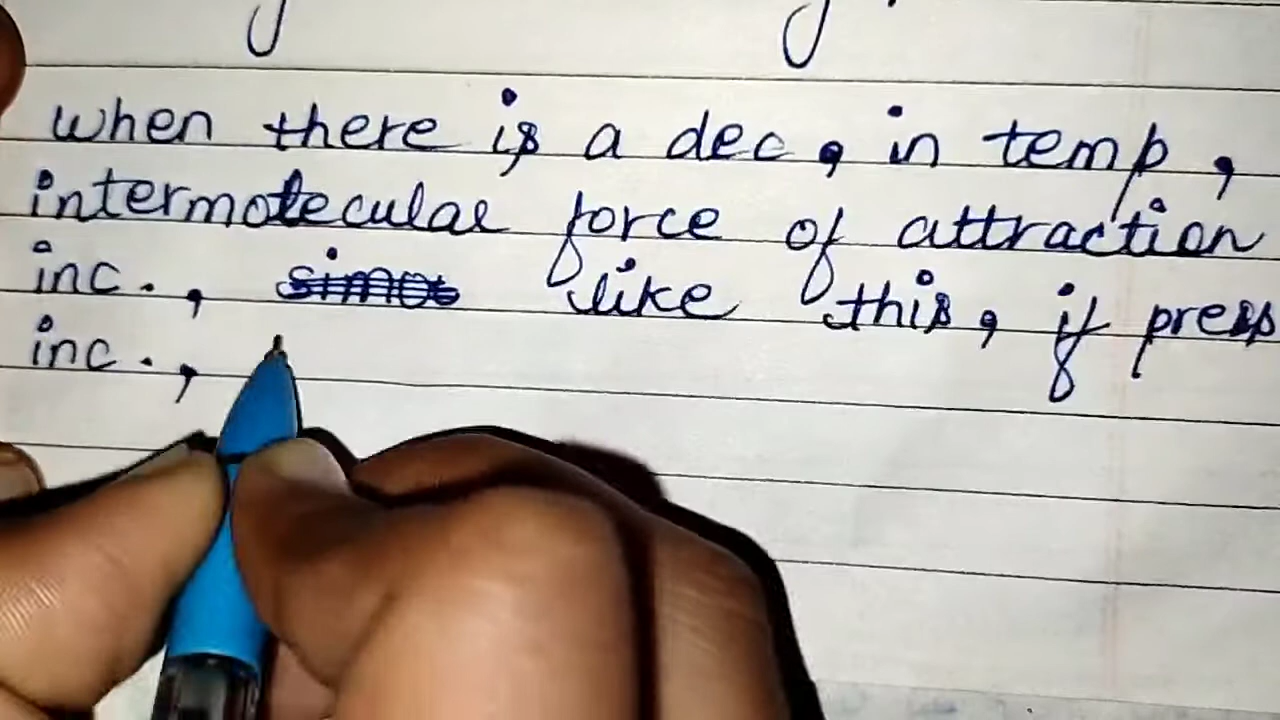 when there is a dec, in temp,
intermolecular force of attraction
inc., like this, if press
inc.,